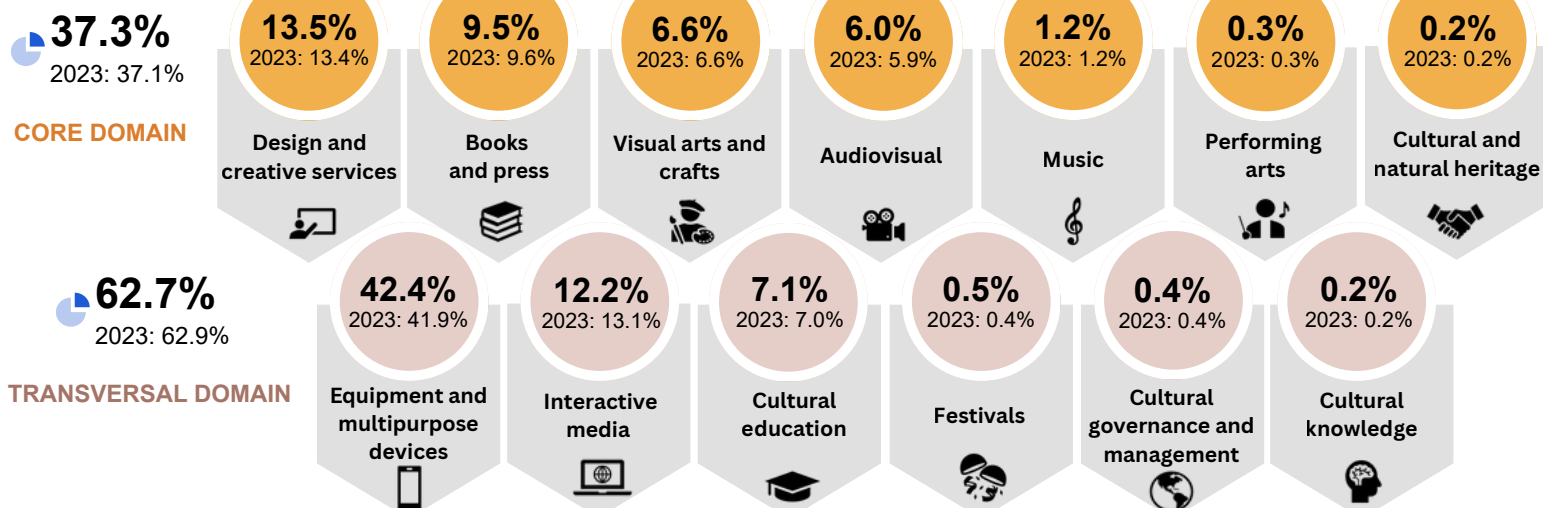 37.3%
2023: 37.1%
CORE DOMAIN
13.5%
2023: 13.4%
Design and
creative services
9.5%
2023: 9.6%
Books
and press
6.6%
2023: 6.6%
Visual arts and
crafts
6.0%
2023: 5.9%
Audiovisual
1.2%
2023: 1.2%
Music
0.3%
2023: 0.3%
Performing
arts
0.2%
2023: 0.2%
Cultural and
natural heritage
62.7%
2023: 62.9%
TRANSVERSAL DOMAIN
42.4%
2023: 41.9%
Equipment and
multipurpose
devices
12.2%
2023: 13.1%
Interactive
media
7.1%
2023: 7.0%
Cultural
education
0.5%
2023: 0.4%
Festivals
0.4%
2023: 0.4%
Cultural
governance and
management
0.2%
2023: 0.2%
Cultural
knowledge